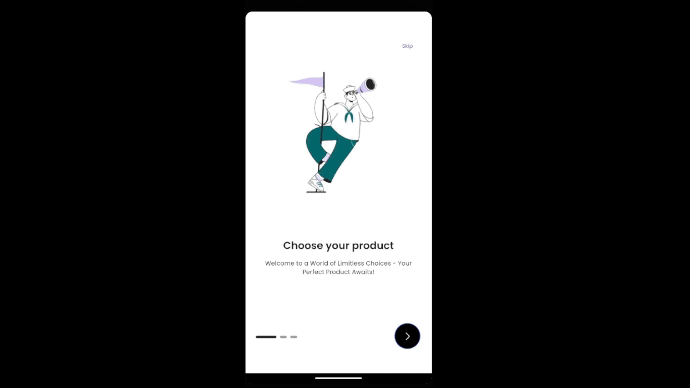 Skip
Choose your product
Welcome to a World of Limitless Choices - Your
Perfect Product Awaits!